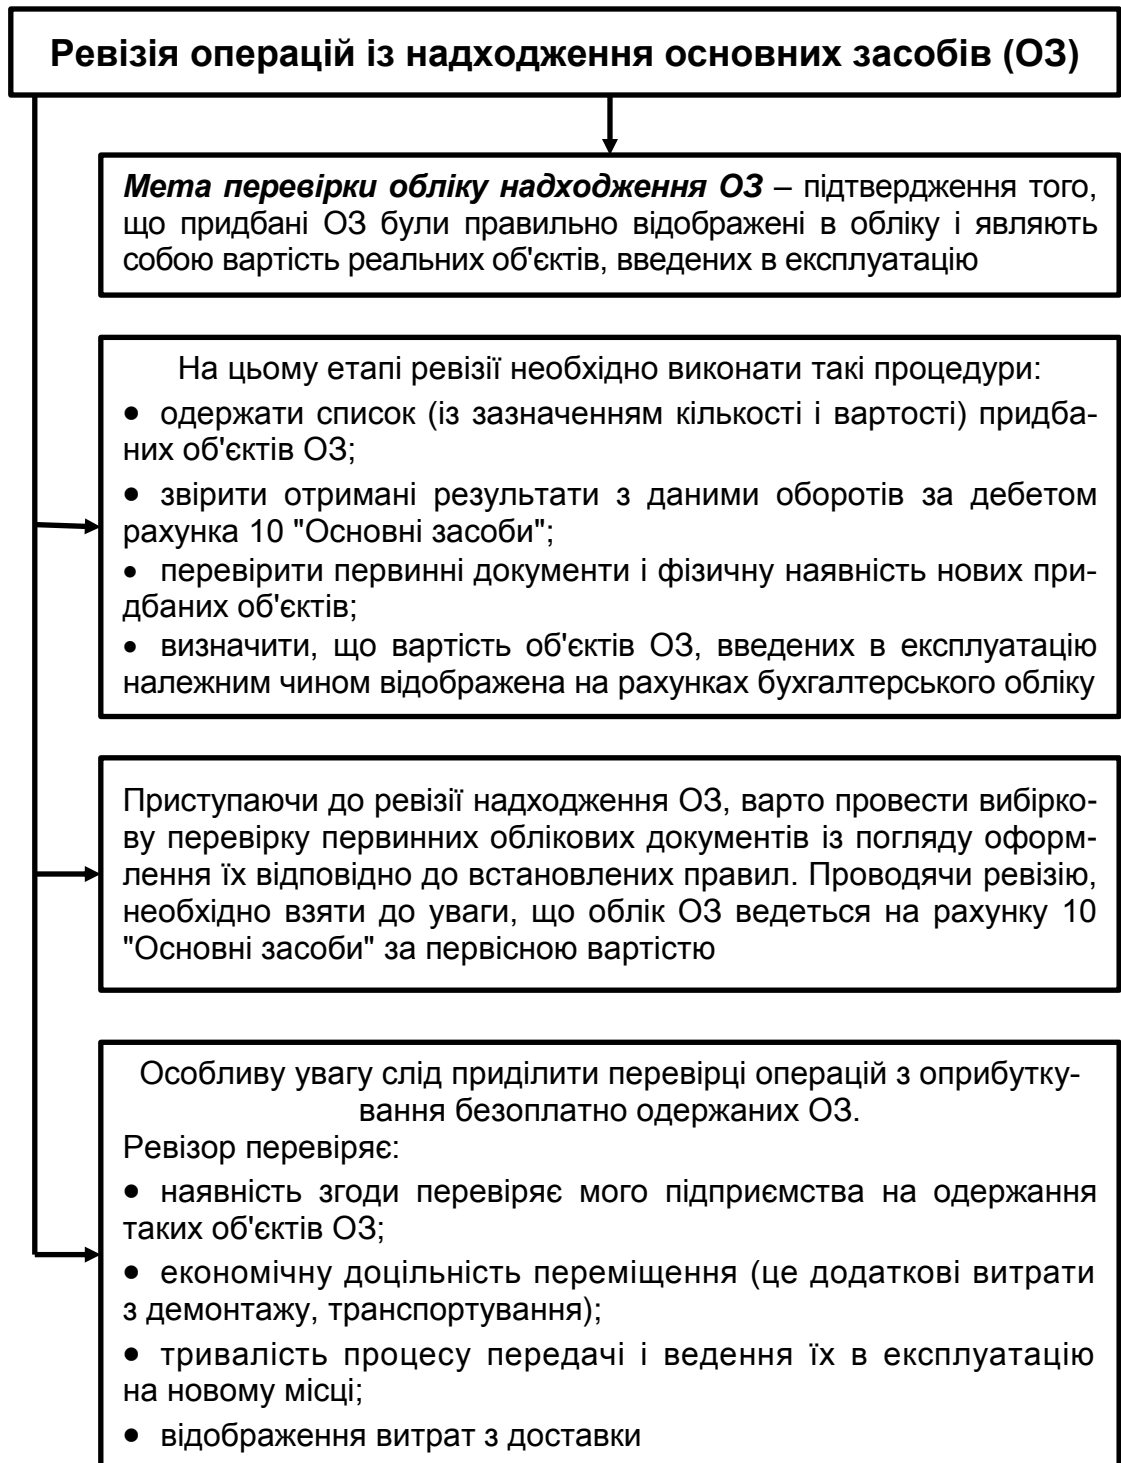 Ревізія операцій із надходження основних засобів (ОЗ)
Мета перевірки обліку надходження ОЗ – підтвердження того,
що придбані ОЗ були правильно відображені в обліку і являють
собою вартість реальних об'єктів, введених в експлуатацію
На цьому етапі ревізії необхідно виконати такі процедури:
• одержати список (із зазначенням кількості і вартості) придба-
них об'єктів ОЗ;
• звірити отримані результати з даними оборотів за дебетом
рахунка 10 "Основні засоби";
• перевірити первинні документи і фізичну наявність нових при-
дбаних об'єктів;
• визначити, що вартість об'єктів ОЗ, введених в експлуатацію
належним чином відображена на рахунках бухгалтерського обліку
Приступаючи до ревізії надходження ОЗ, варто провести вибірко-
ву перевірку первинних облікових документів із погляду оформ-
лення їх відповідно до встановлених правил. Проводячи ревізію,
необхідно взяти до уваги, що облік ОЗ ведеться на рахунку 10
"Основні засоби" за первісною вартістю
Особливу увагу слід приділити перевірці операцій з оприбутку-
вання безоплатно одержаних ОЗ.
Ревізор перевіряє:
• наявність згоди перевіряє мого підприємства на одержання
таких об'єктів ОЗ;
• економічну доцільність переміщення (це додаткові витрати
з демонтажу, транспортування);
• тривалість процесу передачі і ведення їх в експлуатацію
на новому місці;
• відображення витрат з доставки